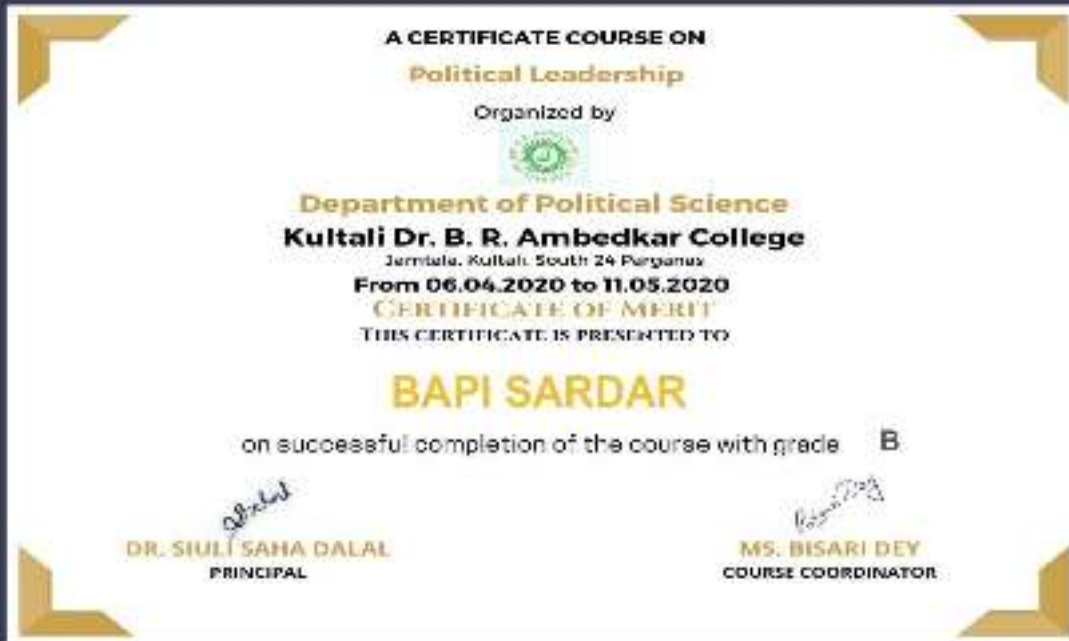 A CERTIFICATE COURSE ON
Political Leadership
Organized by
Department of Political Science
Kultali Dr. B. R. Ambedkar College
Jamtala, Kultali, South 24 Parganas
From 06.04.2020 to 11.05.2020
CERTIFICATE OF MERIT
THIS CERTIFICATE IS PRESENTED TO
BAPI SARDAR
on successful completion of the course with grade B
DR. SIULI SAHA DALAL
PRINCIPAL
MS. BISARI DEY
COURSE COORDINATOR